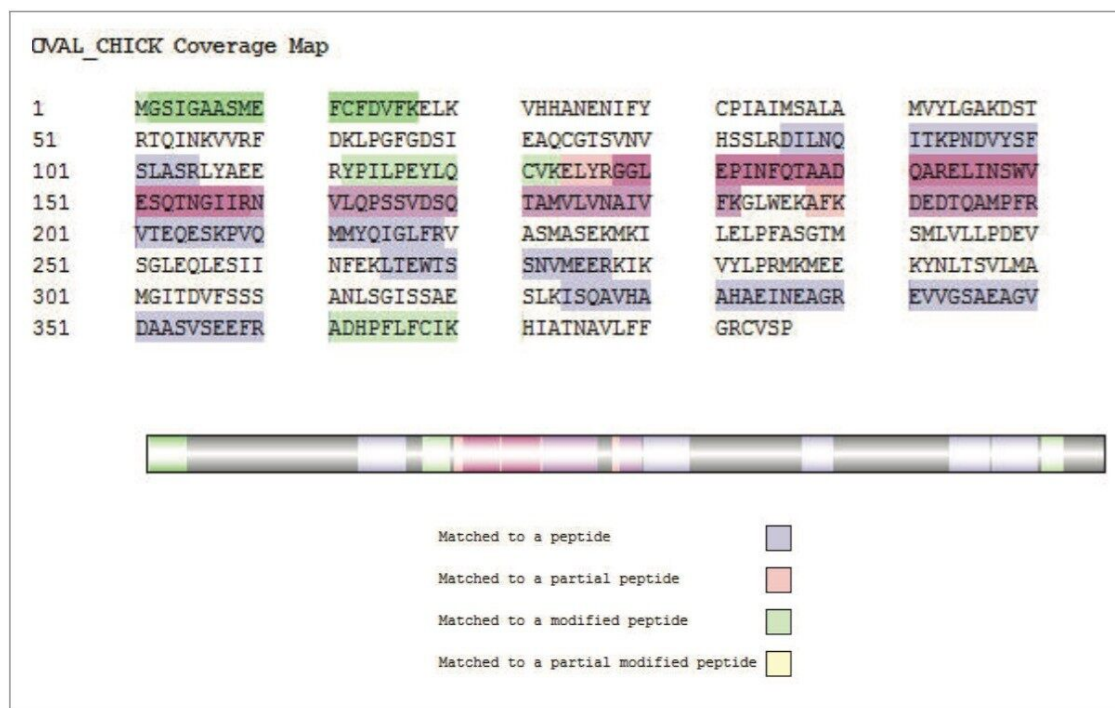 OVAL_CHICK Coverage Map
1 MGSIGAASME FCFDVFKELK VHHANENIFY CPIAIMSALA MVYLGAKDST
51 RTQINKVVRF DKLPGFGDSI EAQCGTSVNV HSSLRDILNQ ITKPNDVYSF
101 SLASRLYAEE RYPILPEYLQ CVKELYRGGL EPINFQTAAD QARELINSWV
151 ESQTNGIIRN VLQPSSVDSQ TAMVLVNAIV FKGLWEKAFK DEDTQAMPFR
201 VTEQESKPVQ MMYQIGLFRV ASMASEKMKI LELPFASGTM SMLVLLPDEV
251 SGLEQLESII NFEKLTEWTS SNVMEERKIK VYLPRMKMEE KYNLTSVLMA
301 MGITDVFSSS ANLSGISSAE SLKISQAVHA AHAEINEAGR EVVGSAEAGV
351 DAASVSEEFR ADHPFLFCIK HIATNAVLFF GRCVSP
Matched to a peptide
Matched to a partial peptide
Matched to a modified peptide
Matched to a partial modified peptide